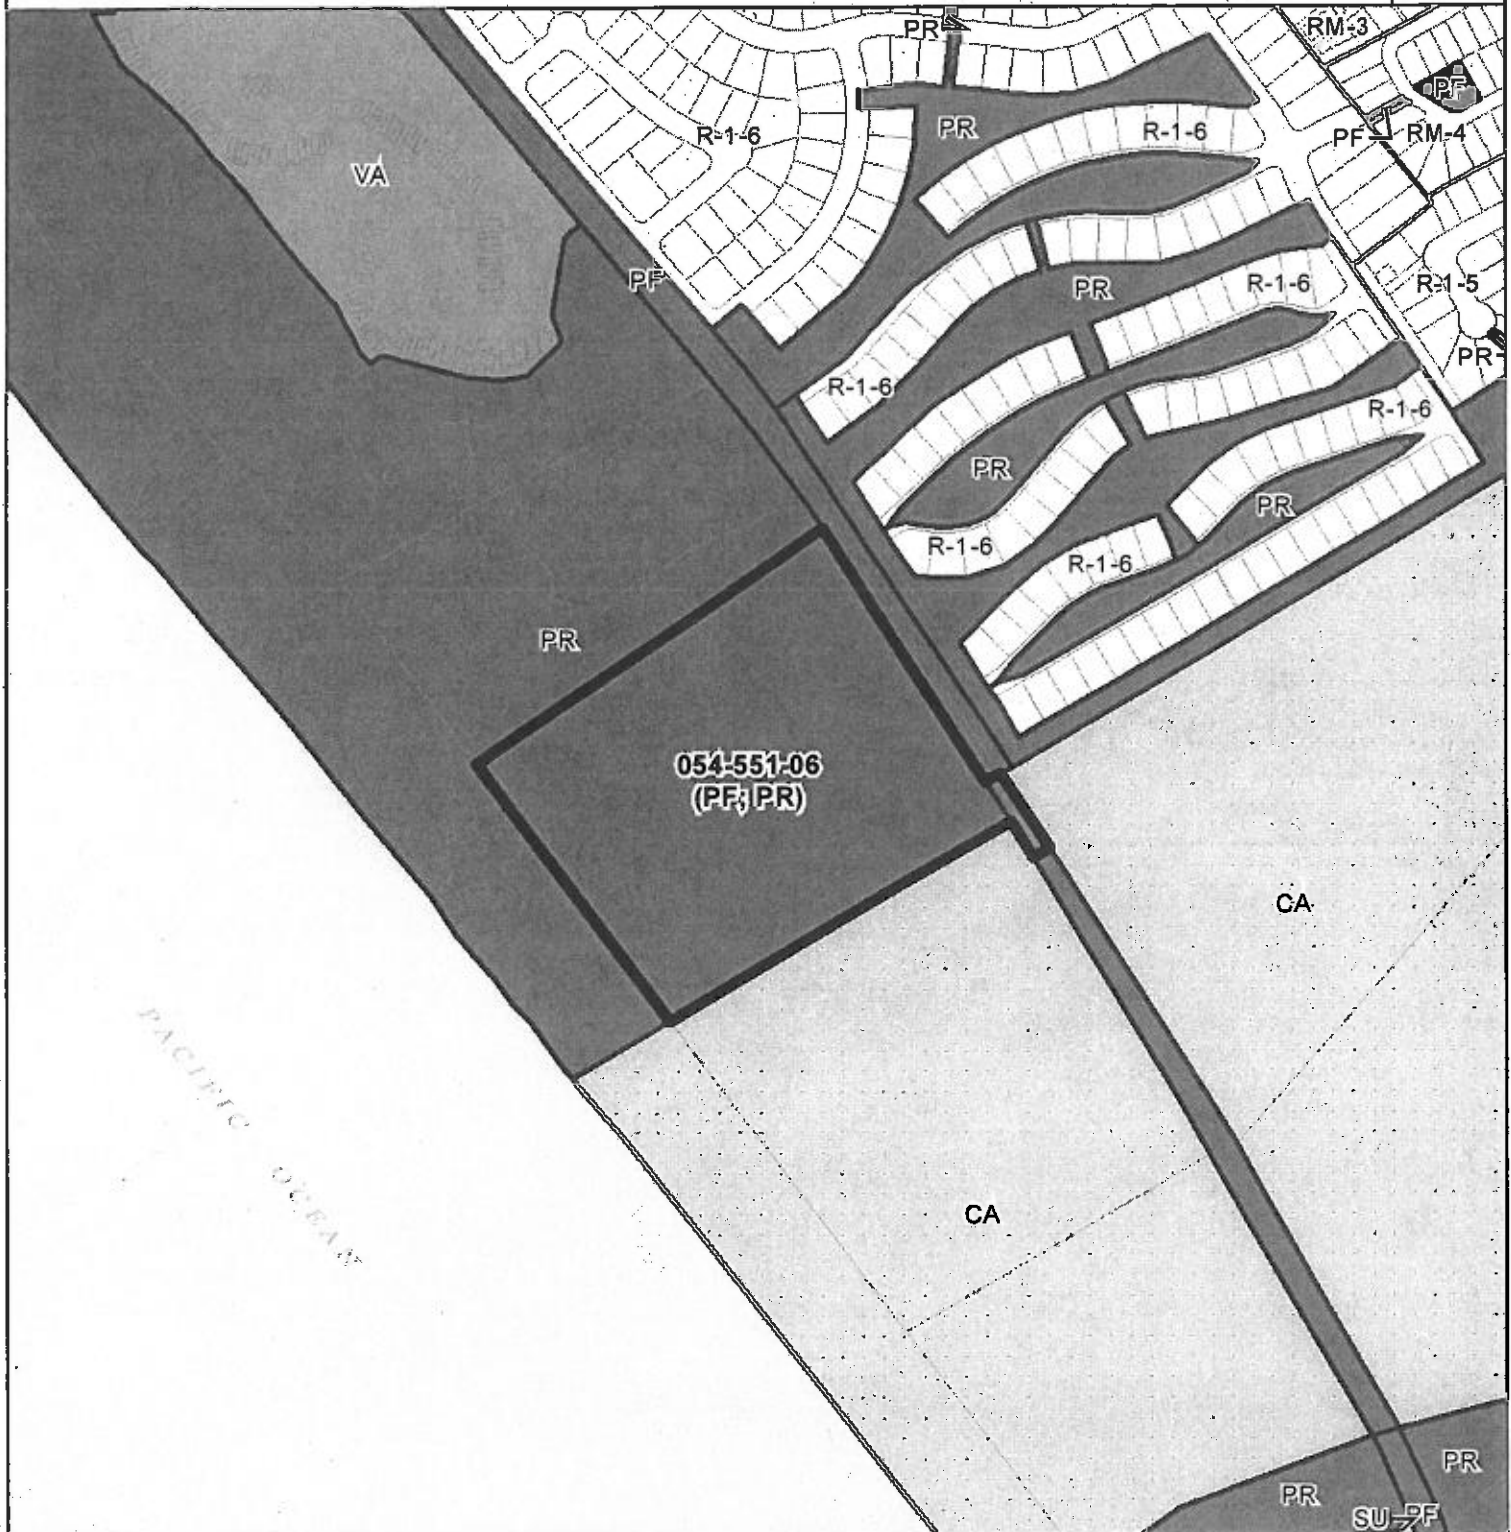 PR
RM-3
PF
R-1-6
PR
R-1-6
PF
RM-4
VA
PF
PR
R-1-6
R-1-5
PR
R-1-6
R-1-6
PR
PR
R-1-6
R-1-6
PR
054-551-06
(PF; PR)
CA
PACIFIC OCEAN
CA
PR
PR
SU
PF